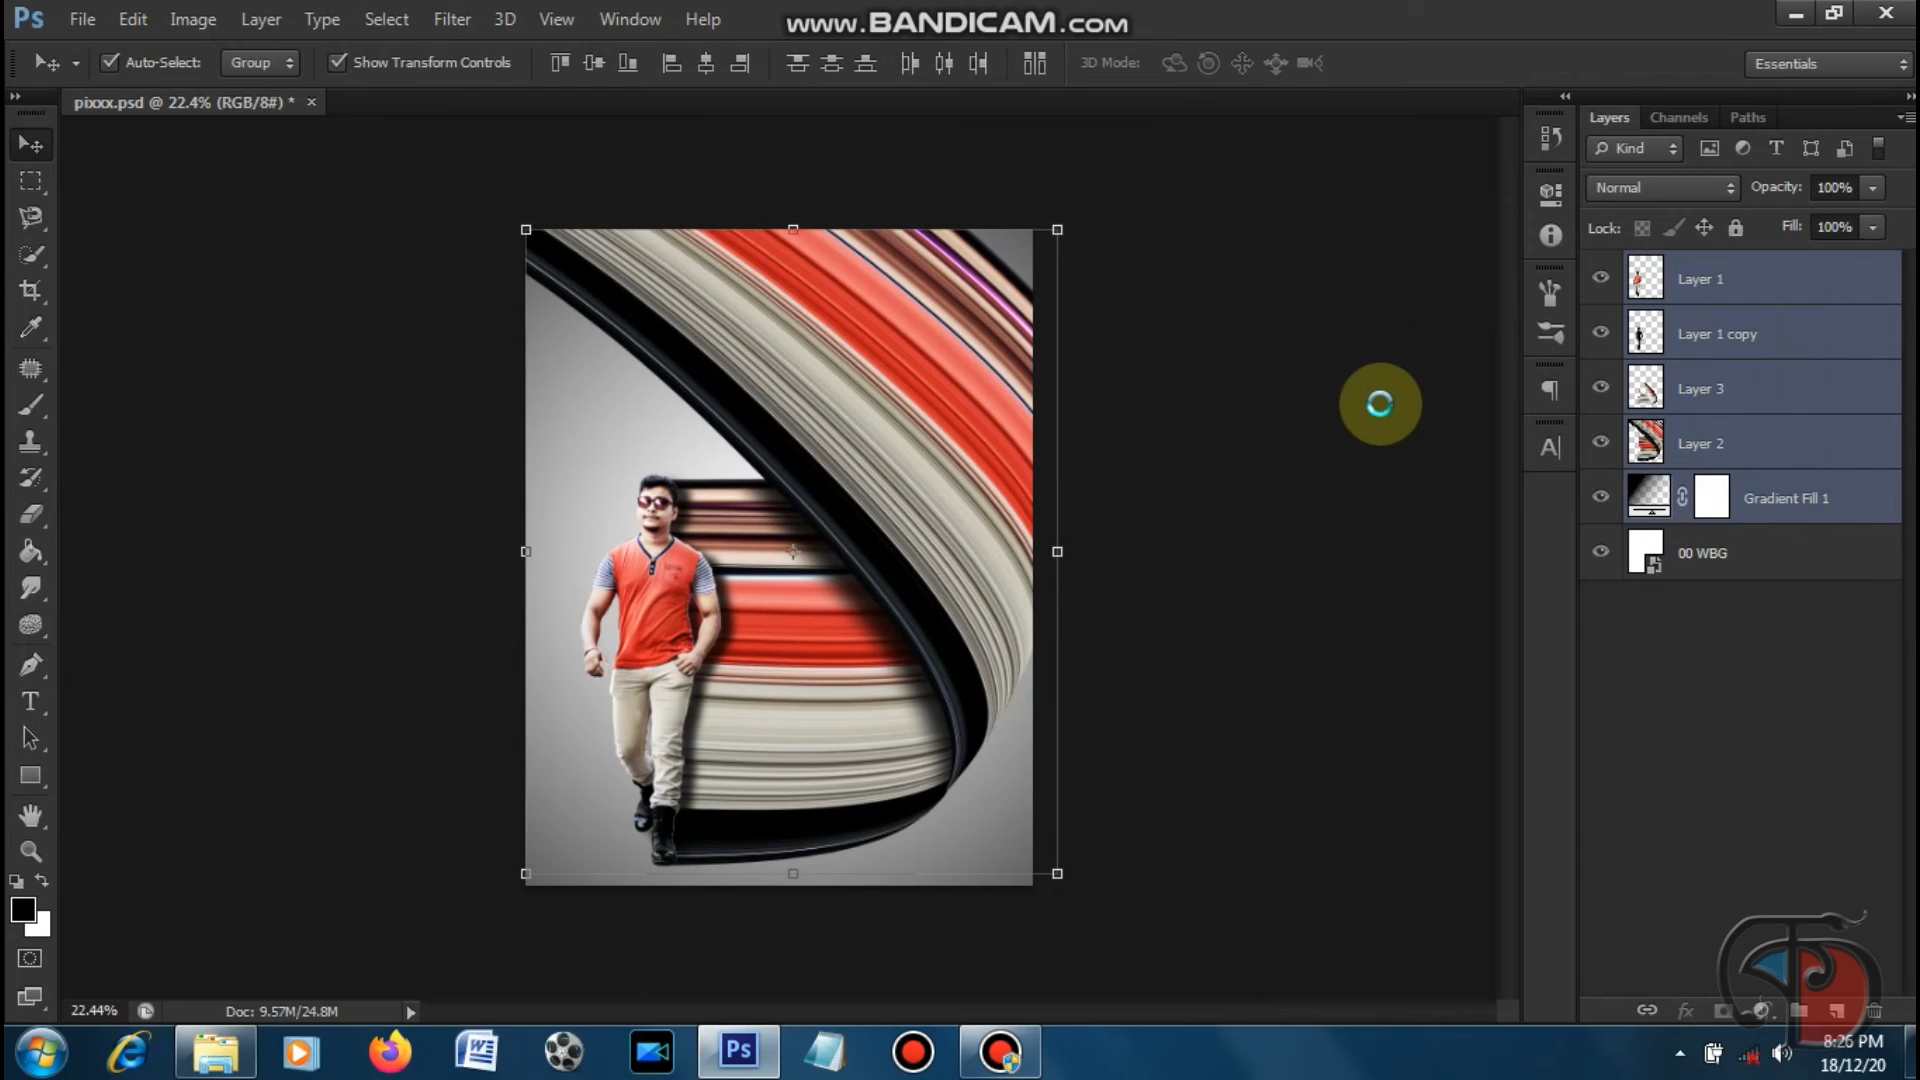 Ps File Edit Image Layer Type Select Filter 3D View Window Help
www.BANDICAM.com
Auto-Select: Group Show Transform Controls 3D Mode: Essentials
pixxx.psd @ 22.4% (RGB/8#) * ×
Layers Channels Paths
Kind
Normal Opacity: 100%
Lock: Fill: 100%
Layer 1
Layer 1 copy
Layer 3
Layer 2
Gradient Fill 1
00 WBG
22.44% Doc: 9.57M/24.8M
8:26 PM
18/12/20